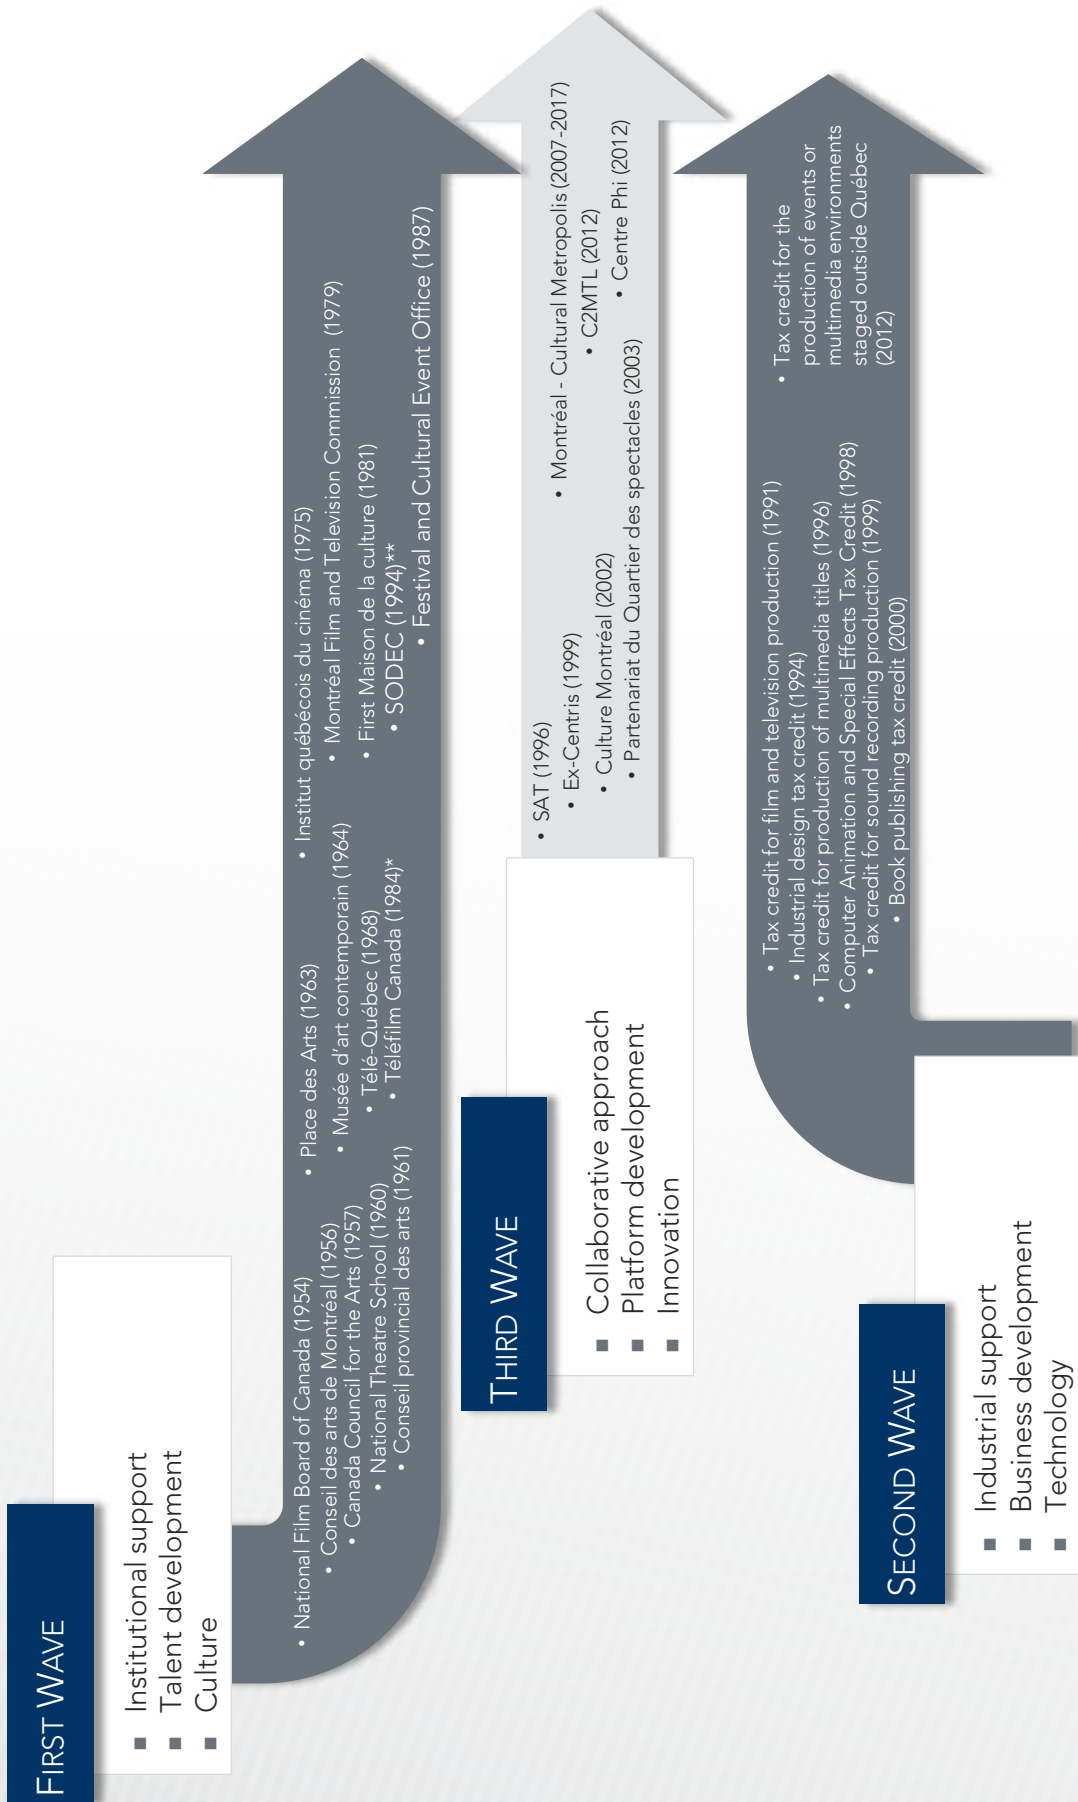 FIRST WAVE
Institutional support
Talent development
Culture
• National Film Board of Canada (1954)
• Conseil des arts de Montréal (1956)
• Canada Council for the Arts (1957)
• National Theatre School (1960)
• Conseil provincial des arts (1961)
• Place des Arts (1963)
• Musée d'art contemporain (1964)
• Télé-Québec (1968)
• Téléfilm Canada (1984)*
• Institut québécois du cinéma (1975)
• Montréal Film and Television Commission (1979)
• First Maison de la culture (1981)
• SODEC (1994)**
• Festival and Cultural Event Office (1987)
THIRD WAVE
Collaborative approach
Platform development
Innovation
• SAT (1996)
• Ex-Centris (1999)
• Culture Montréal (2002)
• Partenariat du Quartier des spectacles (2003)
• Montréal - Cultural Metropolis (2007-2017)
• C2MTL (2012)
• Centre Phi (2012)
SECOND WAVE
Industrial support
Business development
Technology
• Tax credit for film and television production (1991)
• Industrial design tax credit (1994)
• Tax credit for production of multimedia titles (1996)
• Computer Animation and Special Effects Tax Credit (1998)
• Tax credit for sound recording production (1999)
• Book publishing tax credit (2000)
• Tax credit for the
production of events or
multimedia environments
staged outside Québec
(2012)